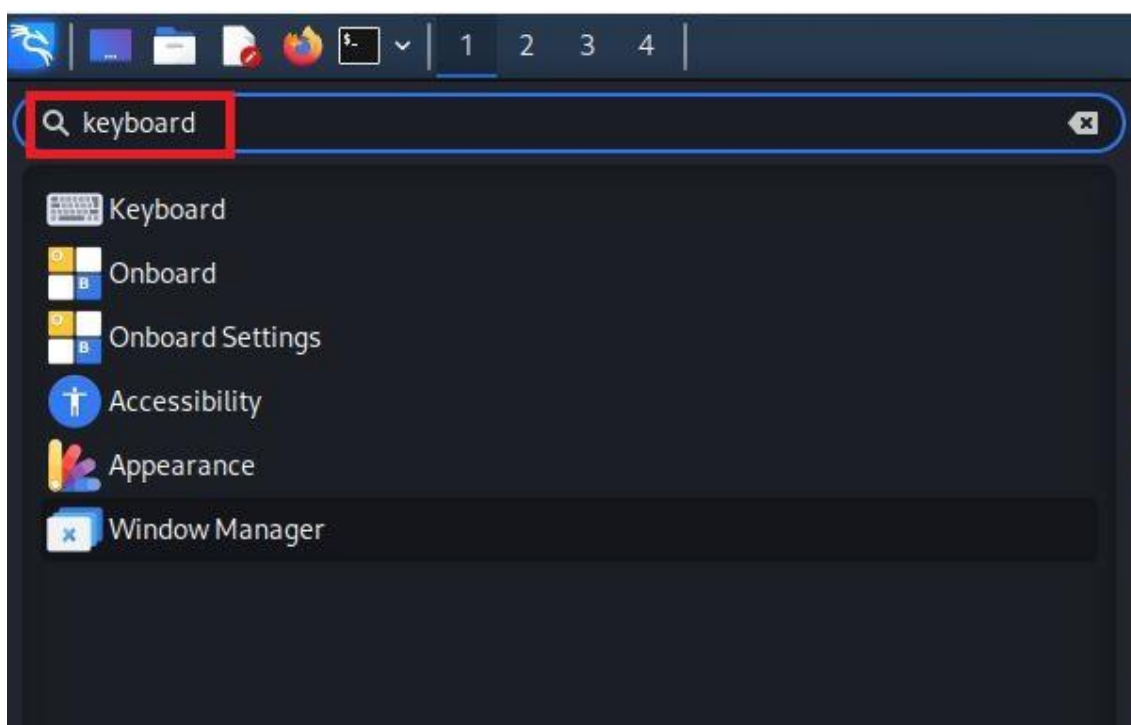 $_ 1 2 3 4
keyboard
Keyboard
O B Onboard
O B Onboard Settings
Accessibility
Appearance
Window Manager